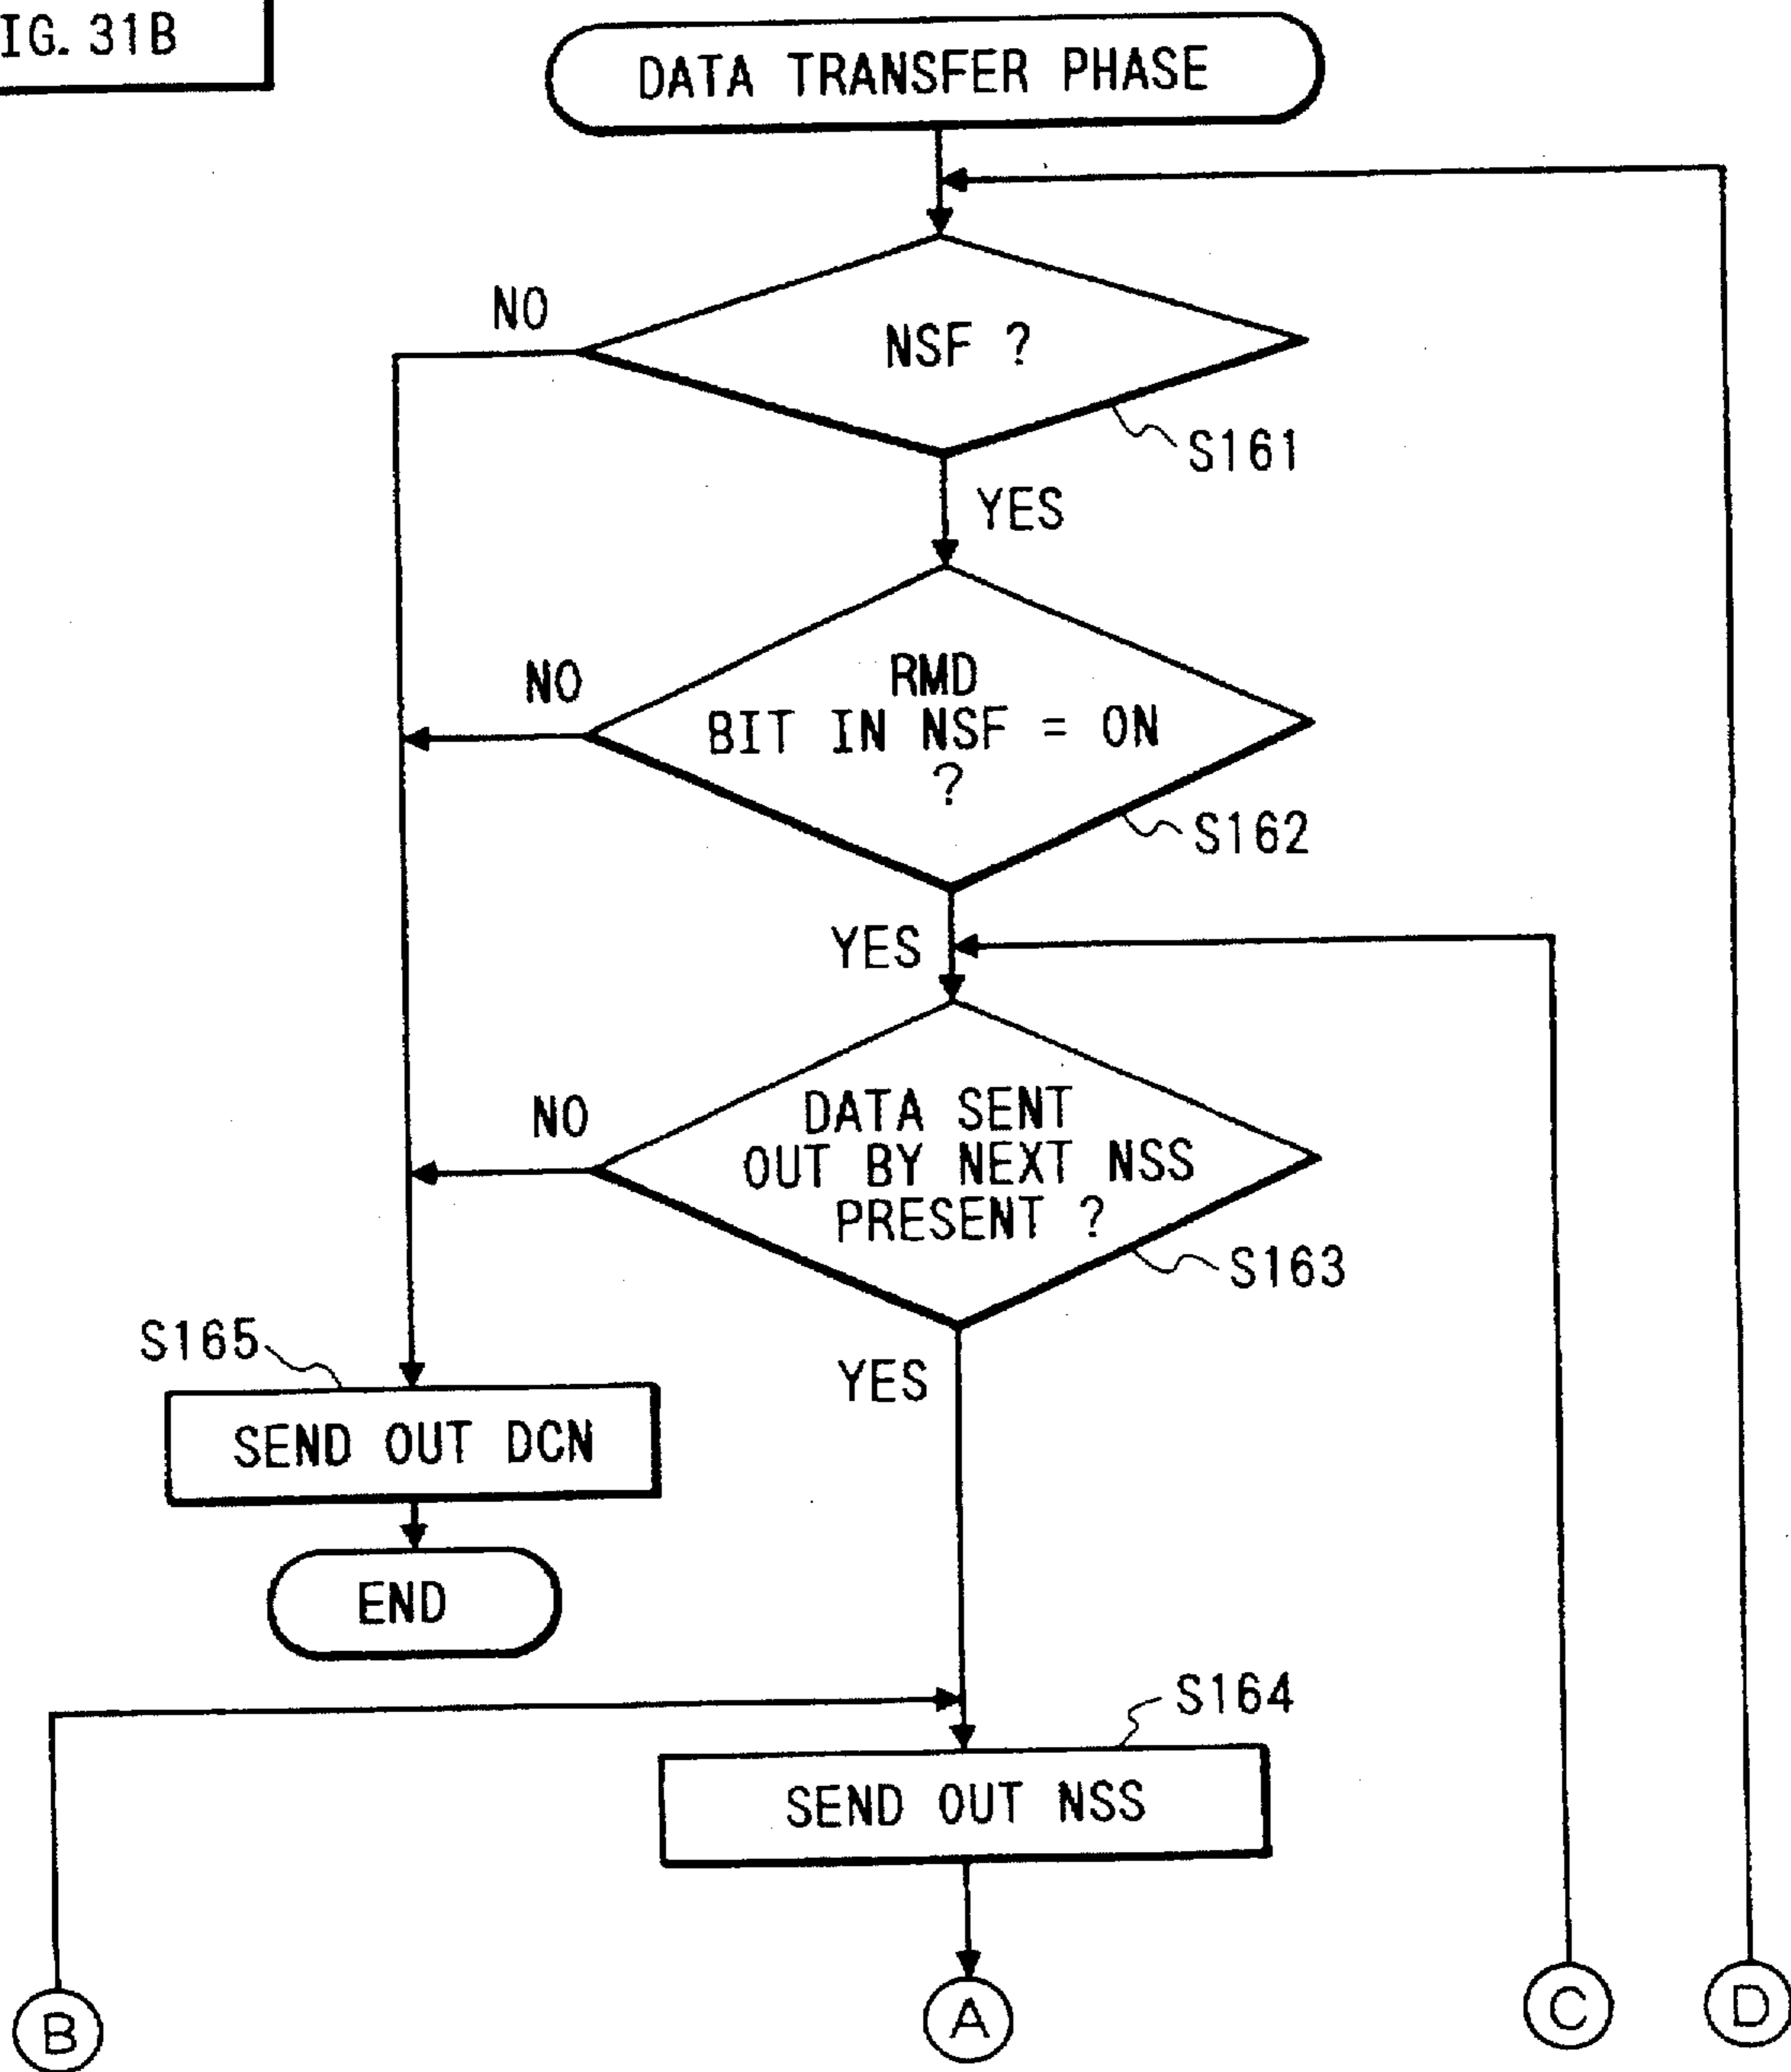 IG. 31B
DATA TRANSFER PHASE
NO
NSF ?
S161
YES
NO
RMD
BIT IN NSF = ON
?
S162
YES
NO
DATA SENT
OUT BY NEXT NSS
PRESENT ?
S163
S165
YES
SEND OUT DCN
END
S164
SEND OUT NSS
B
A
C
D